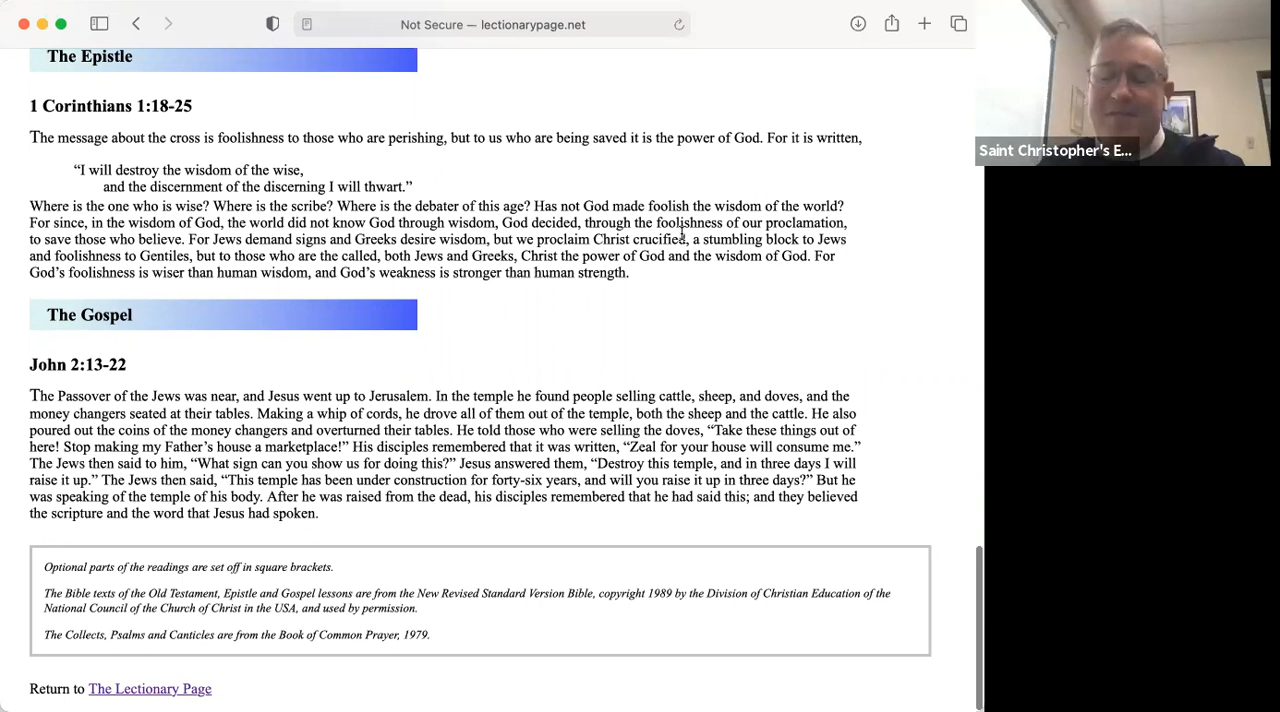 Not Secure — lectionarypage.net
Saint Christopher's E...
The Epistle
1 Corinthians 1:18-25
The message about the cross is foolishness to those who are perishing, but to us who are being saved it is the power of God. For it is written,
“I will destroy the wisdom of the wise,
and the discernment of the discerning I will thwart.”
Where is the one who is wise? Where is the scribe? Where is the debater of this age? Has not God made foolish the wisdom of the world?
For since, in the wisdom of God, the world did not know God through wisdom, God decided, through the foolishness of our proclamation,
to save those who believe. For Jews demand signs and Greeks desire wisdom, but we proclaim Christ crucified, a stumbling block to Jews
and foolishness to Gentiles, but to those who are the called, both Jews and Greeks, Christ the power of God and the wisdom of God. For
God’s foolishness is wiser than human wisdom, and God’s weakness is stronger than human strength.
The Gospel
John 2:13-22
The Passover of the Jews was near, and Jesus went up to Jerusalem. In the temple he found people selling cattle, sheep, and doves, and the
money changers seated at their tables. Making a whip of cords, he drove all of them out of the temple, both the sheep and the cattle. He also
poured out the coins of the money changers and overturned their tables. He told those who were selling the doves, “Take these things out of
here! Stop making my Father’s house a marketplace!” His disciples remembered that it was written, “Zeal for your house will consume me.”
The Jews then said to him, “What sign can you show us for doing this?” Jesus answered them, “Destroy this temple, and in three days I will
raise it up.” The Jews then said, “This temple has been under construction for forty-six years, and will you raise it up in three days?” But he
was speaking of the temple of his body. After he was raised from the dead, his disciples remembered that he had said this; and they believed
the scripture and the word that Jesus had spoken.
Optional parts of the readings are set off in square brackets.
The Bible texts of the Old Testament, Epistle and Gospel lessons are from the New Revised Standard Version Bible, copyright 1989 by the Division of Christian Education of the
National Council of the Church of Christ in the USA, and used by permission.
The Collects, Psalms and Canticles are from the Book of Common Prayer, 1979.
Return to The Lectionary Page